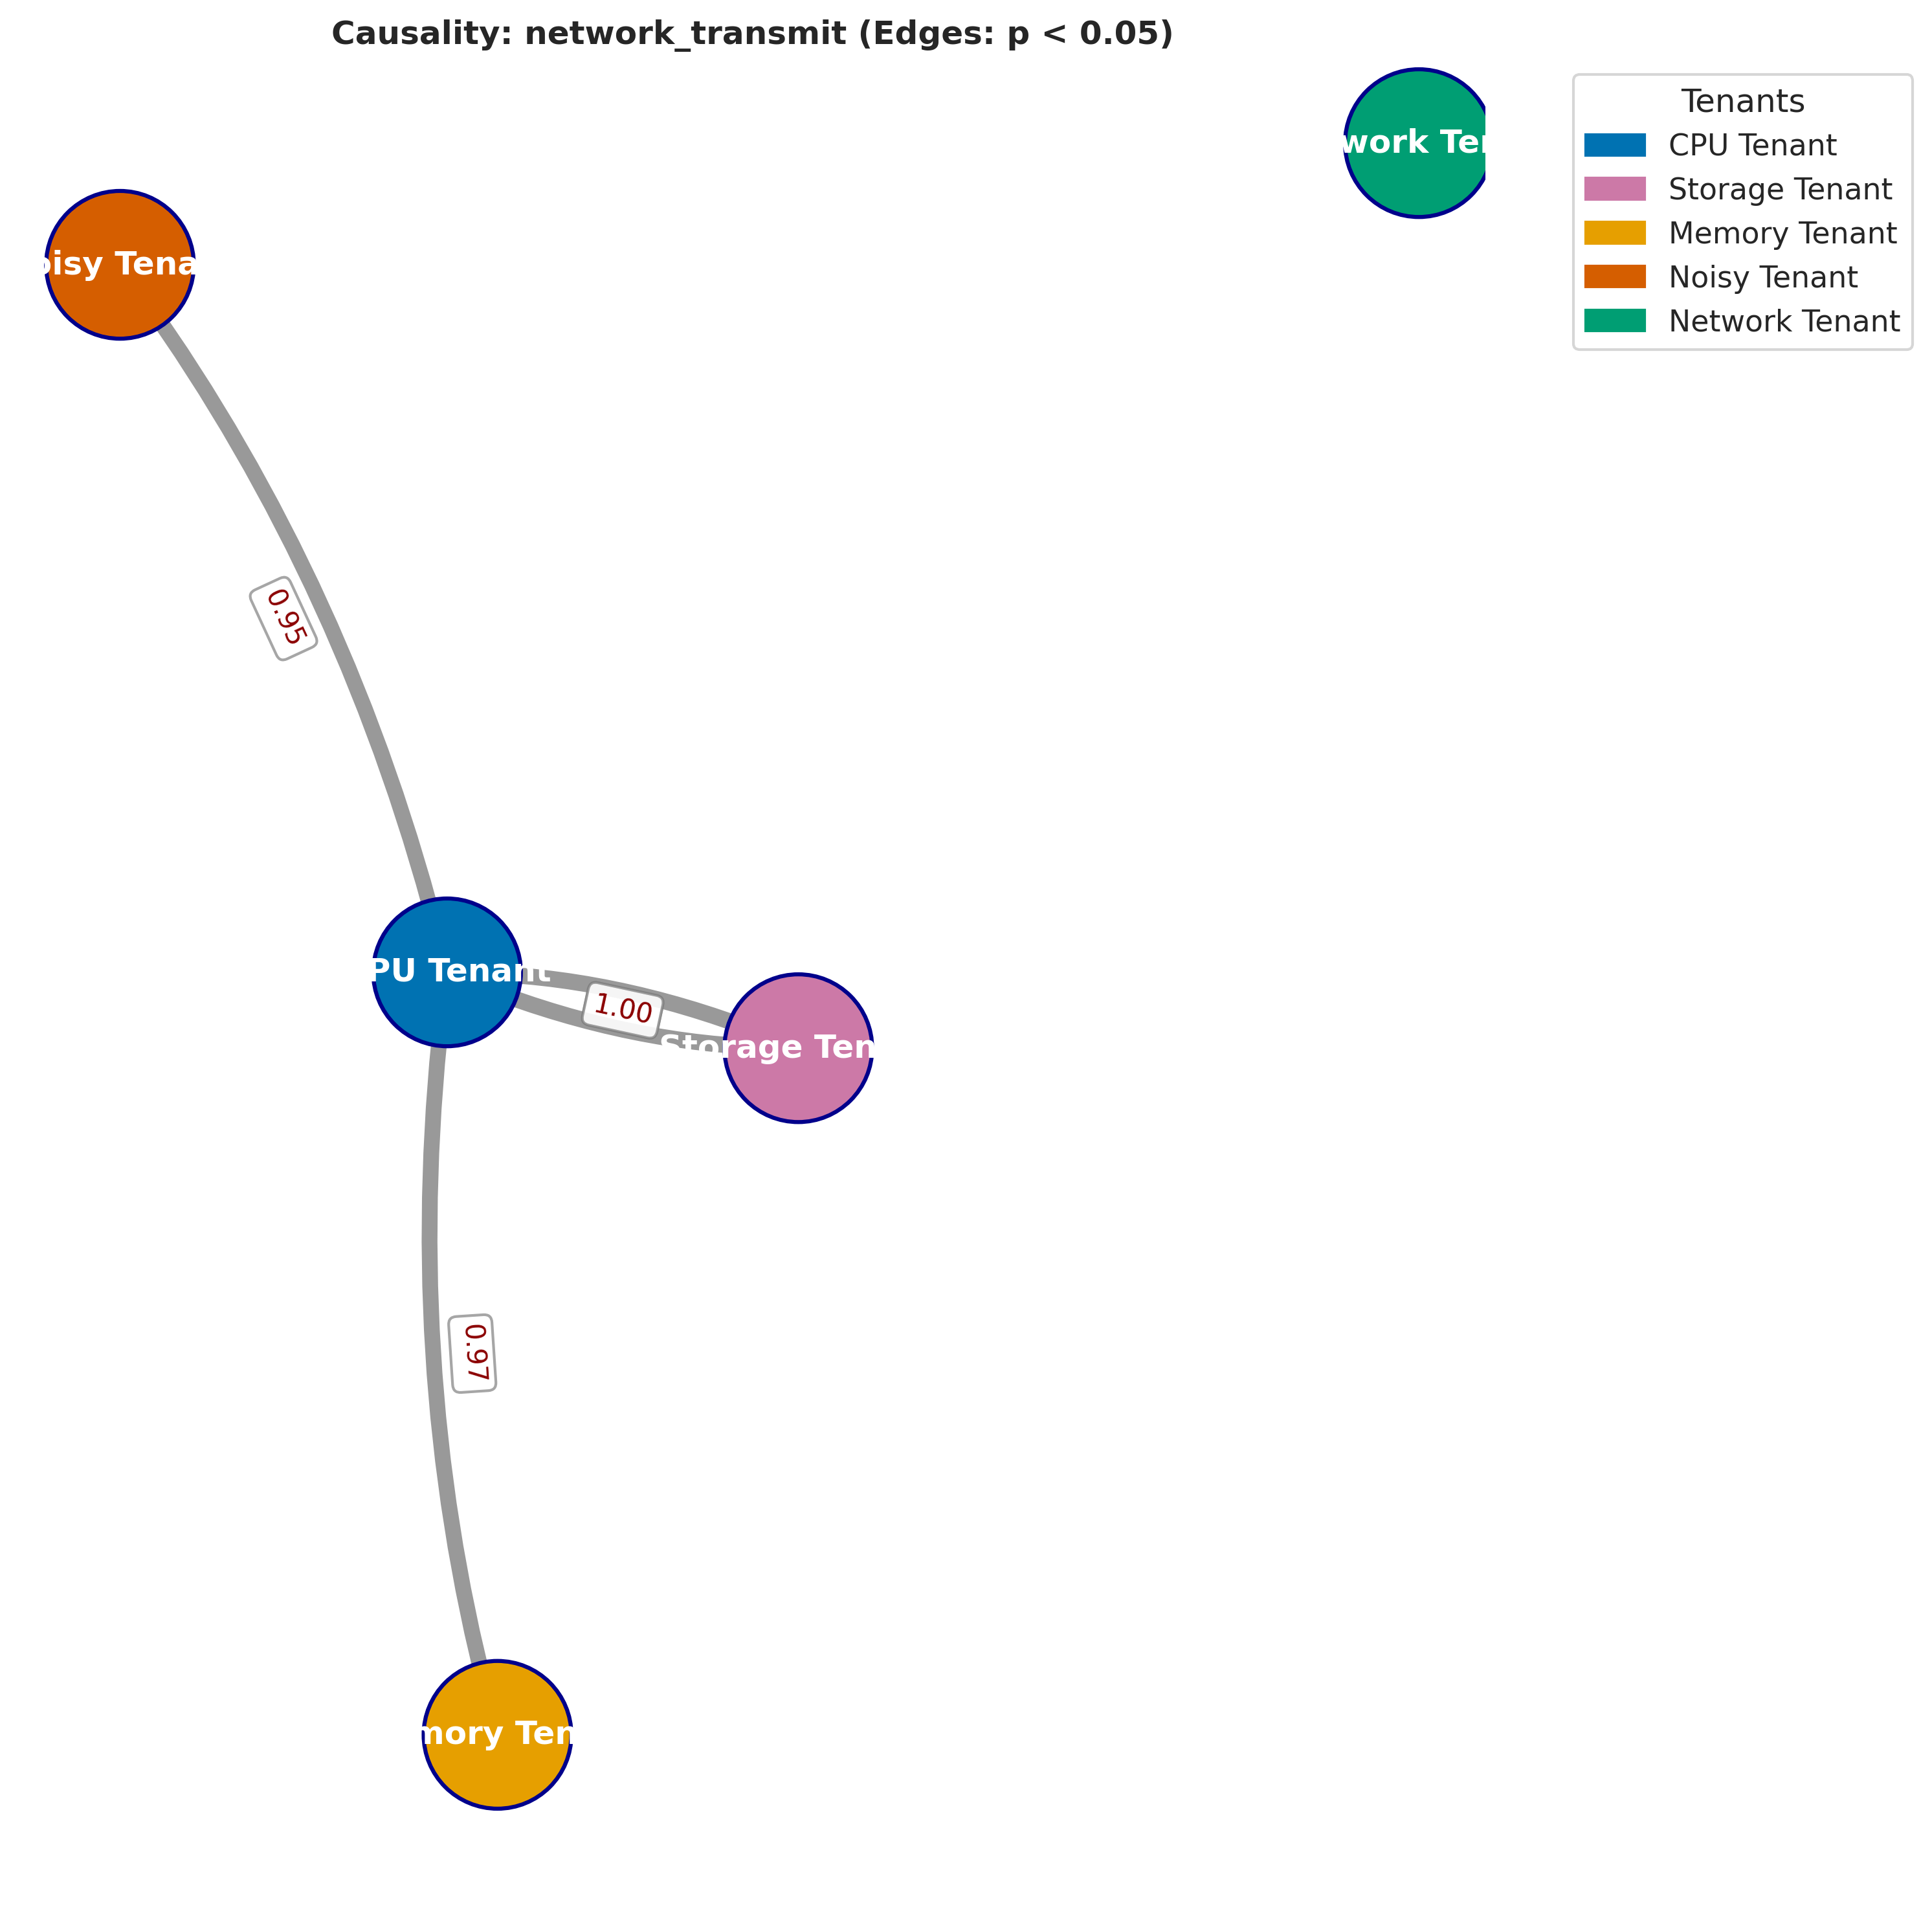 Causality: network_transmit (Edges: p < 0.05)
work Ten
Tenants
CPU Tenant
Storage Tenant
Memory Tenant
Noisy Tenant
Network Tenant
oisy Tena
0.95
PU Tenant
1.00
Storage Ten
0.97
mory Ten